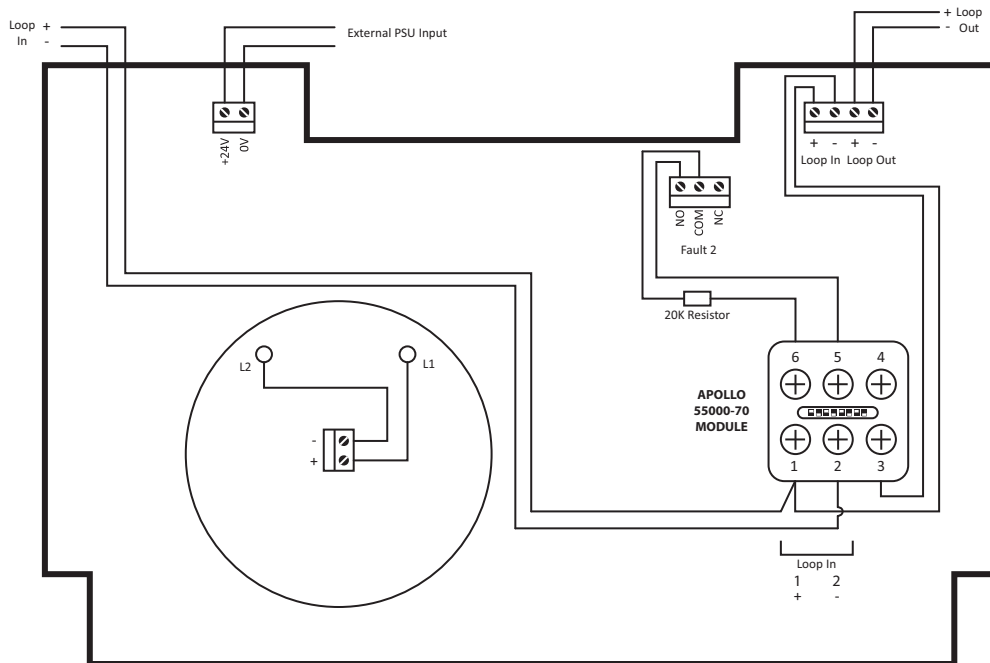 Loop +
In -
External PSU Input
+ Loop
- Out
+24V
0V
+ - + -
Loop In Loop Out
NO
COM
NC
Fault 2
20K Resistor
L2
L1
-
+
APOLLO
55000-70
MODULE
6 5 4
1 2 3
Loop In
1 2
+ -